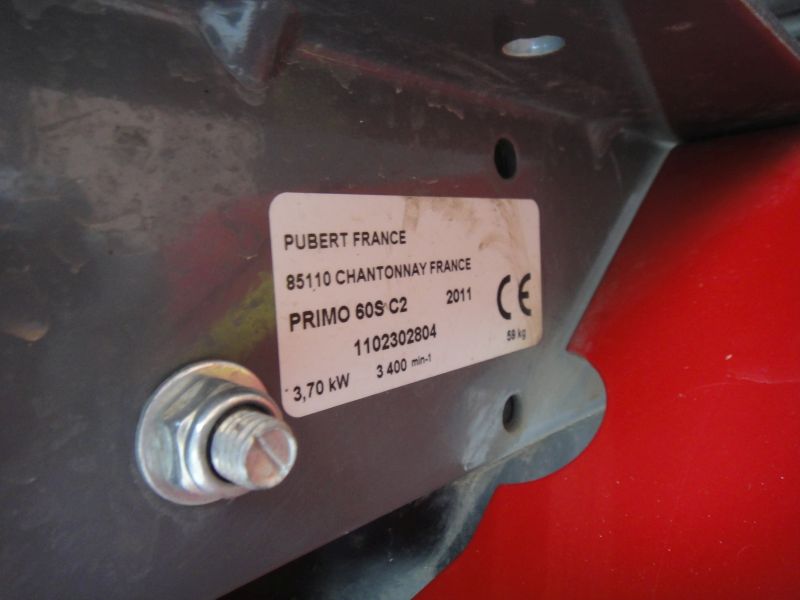 PUBERT FRANCE
85110 CHANTONNAY FRANCE
PRIMO 60S C2 2011 CE
1102302804 59 kg
3,70 kW 3 400 min-1